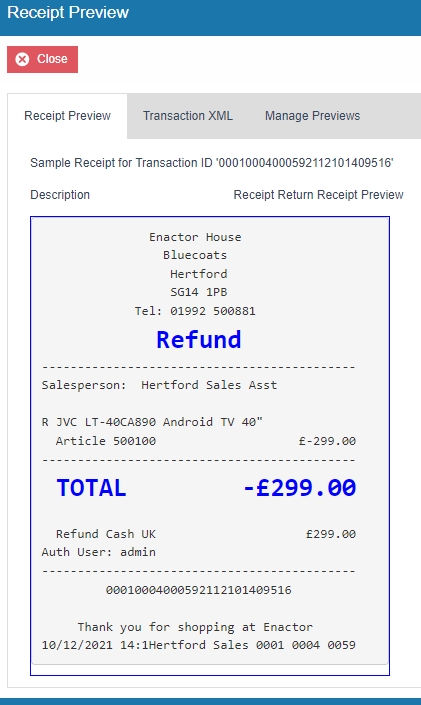 Receipt Preview
Close
Receipt Preview Transaction XML Manage Previews
Sample Receipt for Transaction ID '00010004000592112101409516'
Description Receipt Return Receipt Preview
Enactor House
Bluecoats
Hertford
SG14 1PB
Tel: 01992 500881
Refund
--------------------------------------------
Salesperson: Hertford Sales Asst
R JVC LT-40CA890 Android TV 40"
Article 500100 £-299.00
--------------------------------------------
TOTAL -£299.00
Refund Cash UK £299.00
Auth User: admin
--------------------------------------------
00010004000592112101409516
Thank you for shopping at Enactor
10/12/2021 14:1Hertford Sales 0001 0004 0059